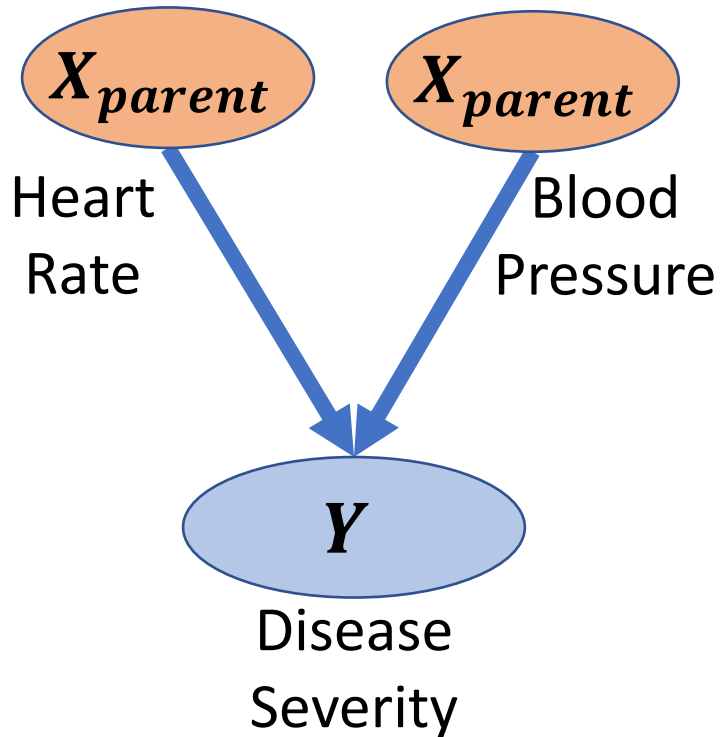 X_parent X_parent
Heart Blood
Rate Pressure
Y
Disease
Severity